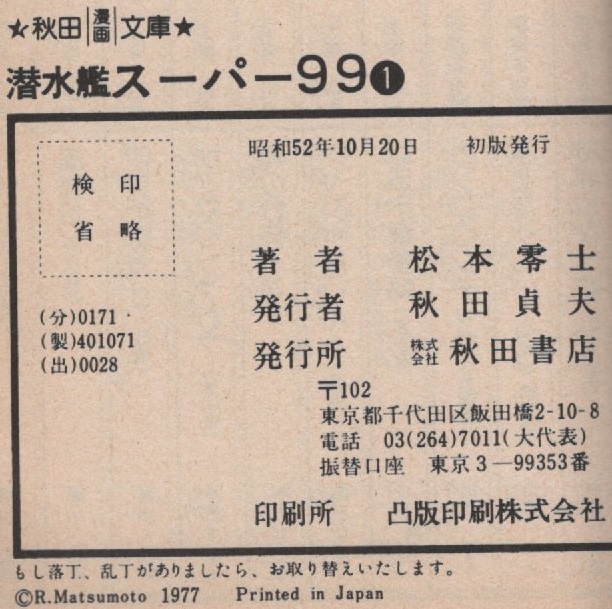 ★秋田漫画文庫★
潜水艦スーパー99❶
昭和52年10月20日 初版発行
検印
省略
著者 松本零士
(分)0171
(製)401071
(出)0028
発行者 秋田貞夫
発行所 株式会社 秋田書店
〒102
東京都千代田区飯田橋2-10-8
電話 03(264)7011(大代表)
振替口座 東京3―99353番
印刷所 凸版印刷株式会社
もし落丁、乱丁がありましたら、お取り替えいたします。
©R.Matsumoto 1977 Printed in Japan